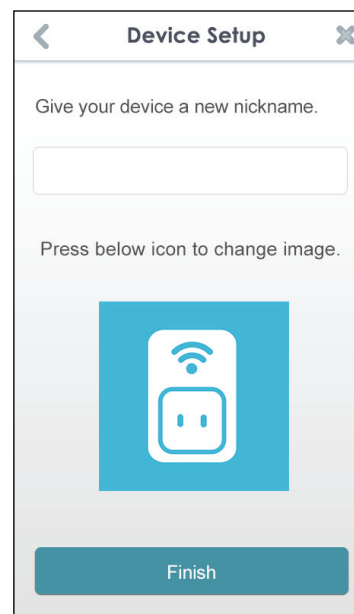 Device Setup
Give your device a new nickname.
Press below icon to change image.
Finish